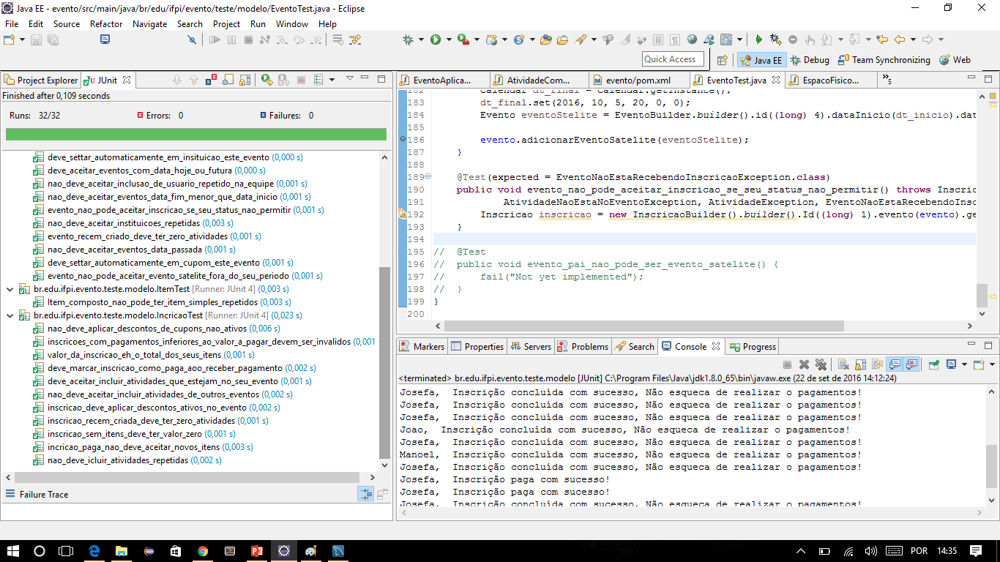 Java EE - evento/src/main/java/br/edu/ifpi/evento/teste/modelo/EventoTest.java - Eclipse
File Edit Source Refactor Navigate Search Project Run Window Help
Quick Access
Java EE Debug Team Synchronizing Web
Project Explorer JUnit
Finished after 0,109 seconds
Runs: 32/32 Errors: 0 Failures: 0
deve_settar_automaticamente_em_insituicao_este_evento (0,000 s)
deve_aceitar_eventos_com_data_hoje_ou_futura (0,000 s)
nao_deve_aceitar_inclusao_de_usuario_repetido_na_equipe (0,001 s)
nao_deve_aceitar_eventos_data_fim_menor_que_data_inicio (0,001 s)
evento_nao_pode_aceitar_inscricao_se_seu_status_nao_permitir (0,001 s)
nao_deve_aceitar_instituicoes_repetidas (0,003 s)
evento_recem_criado_deve_ter_zero_atividades (0,001 s)
nao_deve_aceitar_eventos_data_passada (0,001 s)
deve_settar_automaticamente_em_cupom_este_evento (0,001 s)
evento_nao_pode_aceitar_evento_satelite_fora_do_seu_periodo (0,001 s)
br.edu.ifpi.evento.teste.modelo.ItemTest [Runner: JUnit 4] (0,003 s)
Item_composto_nao_pode_ter_item_simples_repetidos (0,003 s)
br.edu.ifpi.evento.teste.modelo.IncricaoTest [Runner: JUnit 4] (0,023 s)
nao_deve_aplicar_descontos_de_cupons_nao_ativos (0,006 s)
inscricoes_com_pagamentos_inferiores_ao_valor_a_pagar_devem_ser_invalidos (0,001
valor_da_inscricao_eh_o_total_dos_seus_itens (0,001 s)
deve_marcar_inscricao_como_paga_aoo_receber_pagamento (0,002 s)
deve_aceitar_incluir_atividades_que_estejam_no_seu_evento (0,001 s)
nao_deve_aceitar_incluir_atividades_de_outros_eventos (0,002 s)
inscricao_deve_aplicar_descontos_ativos_no_evento (0,002 s)
inscricao_recem_criada_deve_ter_zero_atividades (0,001 s)
inscricao_sem_itens_deve_ter_valor_zero (0,001 s)
incricao_paga_nao_deve_aceitar_novos_itens (0,003 s)
nao_deve_icluir_atividades_repetidas (0,002 s)
Failure Trace
EventoAplica... AtividadeCom... evento/pom.xml EventoTest.java EspacoFisico... »5
182 Calendar dt_final = Calendar.getInstance();
183 dt_final.set(2016, 10, 5, 20, 0, 0);
184 Evento eventoStelite = EventoBuilder.builder().id((long) 4).dataInicio(dt_inicio).dat
185
186 evento.adicionarEventoSatelite(eventoStelite);
187 }
188
189 @Test(expected = EventoNaoEstaRecebendoInscricaoException.class)
190 public void evento_nao_pode_aceitar_inscricao_se_seu_status_nao_permitir() throws Inscric
191 AtividadeNaoEstaNoEventoException, AtividadeException, EventoNaoEstaRecebendoInsc
192 Inscricao inscricao = new InscricaoBuilder().builder().Id((long) 1).evento(evento).ge
193 }
194
195 // @Test
196 // public void evento_pai_nao_pode_ser_evento_satelite() {
197 // fail("Not yet implemented");
198 // }
199 }
200
Markers Properties Servers Problems Search Console Progress
<terminated> br.edu.ifpi.evento.teste.modelo [JUnit] C:\Program Files\Java\jdk1.8.0_65\bin\javaw.exe (22 de set de 2016 14:12:24)
Josefa, Inscrição concluída com sucesso, Não esqueca de realizar o pagamentos!
Josefa, Inscrição concluída com sucesso, Não esqueca de realizar o pagamentos!
Josefa, Inscrição concluída com sucesso, Não esqueca de realizar o pagamentos!
Joao, Inscrição concluída com sucesso, Não esqueca de realizar o pagamentos!
Josefa, Inscrição concluída com sucesso, Não esqueca de realizar o pagamentos!
Manoel, Inscrição concluída com sucesso, Não esqueca de realizar o pagamentos!
Josefa, Inscrição concluída com sucesso, Não esqueca de realizar o pagamentos!
Josefa, Inscrição paga com sucesso!
Josefa, Inscrição paga com sucesso!
Josefa, Inscrição concluída com sucesso, Não esqueca de realizar o pagamentos!
POR 14:35